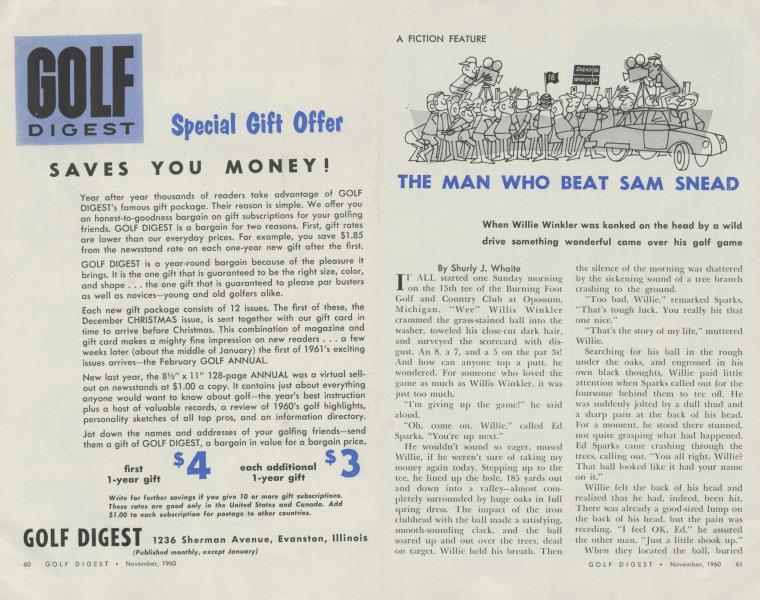 GOLF
DIGEST
Special Gift Offer
SAVES YOU MONEY!
Year after year thousands of readers take advantage of GOLF
DIGEST's famous gift package. Their reason is simple. We offer you
an honest-to-goodness bargain on gift subscriptions for your golfing
friends. GOLF DIGEST is a bargain for two reasons. First, gift rates
are lower than our everyday prices. For example, you save $1.85
from the newsstand rate on each one-year new gift after the first.
GOLF DIGEST is a year-round bargain because of the pleasure it
brings. It is the one gift that is guaranteed to be the right size, color,
and shape . . . the one gift that is guaranteed to please par busters
as well as novices—young and old golfers alike.
Each new gift package consists of 12 issues. The first of these, the
December CHRISTMAS issue, is sent together with our gift card in
time to arrive before Christmas. This combination of magazine and
gift card makes a mighty fine impression on new readers . . . a few
weeks later (about the middle of January) the first of 1961's exciting
issues arrives—the February GOLF ANNUAL.
New last year, the 8½" x 11" 128-page ANNUAL was a virtual sell-
out on newsstands at $1.00 a copy. It contains just about everything
anyone would want to know about golf—the year's best instruction
plus a host of valuable records, a review of 1960's golf highlights,
personality sketches of all top pros, and an information directory.
Jot down the names and addresses of your golfing friends—send
them a gift of GOLF DIGEST, a bargain in value for a bargain price.
first
1-year gift
$4
each additional
1-year gift
$3
Write for further savings if you give 10 or more gift subscriptions.
These rates are good only in the United States and Canada. Add
$1.00 to each subscription for postage to other countries.
GOLF DIGEST 1236 Sherman Avenue, Evanston, Illinois
(Published monthly, except January)
60 GOLF DIGEST • November, 1960
A FICTION FEATURE
18
SNEAD
WINKLER
THE MAN WHO BEAT SAM SNEAD
When Willie Winkler was konked on the head by a wild
drive something wonderful came over his golf game
By Shurly J. Whaite
IT ALL started one Sunday morning
on the 15th tee of the Burning Foot
Golf and Country Club at Opossum,
Michigan. "Wee" Willis Winkler
crammed the grass-stained ball into the
washer, toweled his close-cut dark hair,
and surveyed the scorecard with dis-
gust. An 8, a 7, and a 5 on the par 3s!
And how can anyone top a putt, he
wondered. For someone who loved the
game as much as Willis Winkler, it was
just too much.
"I'm giving up the game!" he said
aloud.
"Oh, come on, Willie," called Ed
Sparks. "You're up next."
He wouldn't sound so eager, mused
Willie, if he weren't sure of taking my
money again today. Stepping up to the
tee, he lined up the hole, 185 yards out
and down into a valley—almost com-
pletely surrounded by huge oaks in full
spring dress. The impact of the iron
clubhead with the ball made a satisfying,
smooth-sounding clack, and the ball
soared up and out over the trees, dead
on target. Willie held his breath. Then
the silence of the morning was shattered
by the sickening sound of a tree branch
crashing to the ground.
"Too bad, Willie," remarked Sparks.
"That's tough luck. You really hit that
one nice."
"That's the story of my life," muttered
Willie.
Searching for his ball in the rough
under the oaks, and engrossed in his
own black thoughts, Willie paid little
attention when Sparks called out for the
foursome behind them to tee off. He
was suddenly jolted by a dull thud and
a sharp pain at the back of his head.
For a moment, he stood there stunned,
not quite grasping what had happened.
Ed Sparks came crashing through the
trees, calling out. "You all right, Willie?
That ball looked like it had your name
on it."
Willie felt the back of his head and
realized that he had, indeed, been hit.
There was already a good-sized lump on
the back of his head, but the pain was
receding. "I feel OK, Ed," he assured
the other man. "Just a little shook up."
When they located the ball, buried
GOLF DIGEST • November, 1960 61